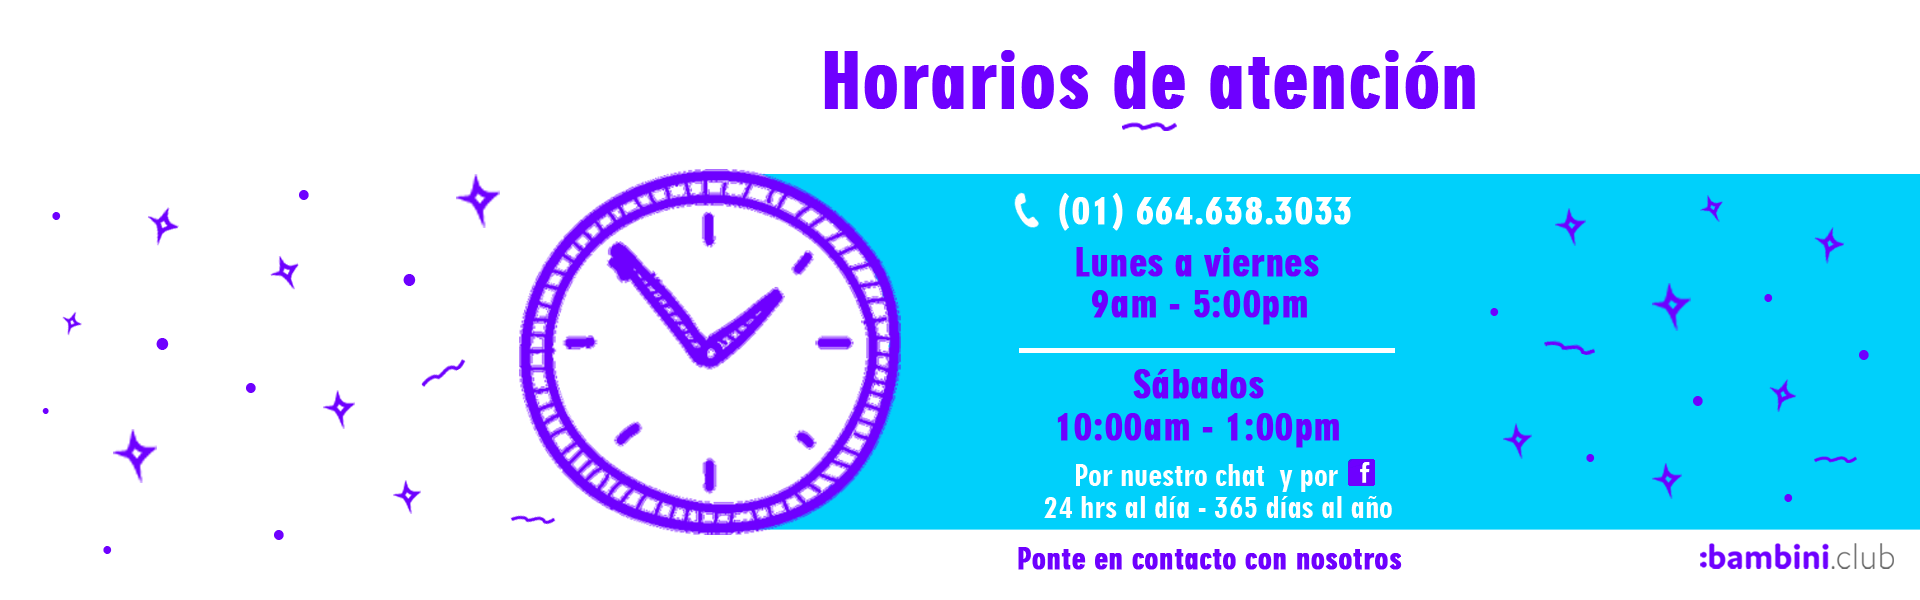 Horarios de atención
(01) 664.638.3033
Lunes a viernes
9am - 5:00pm
Sábados
10:00am - 1:00pm
Por nuestro chat y por f
24 hrs al día - 365 días al año
Ponte en contacto con nosotros
:bambini.club